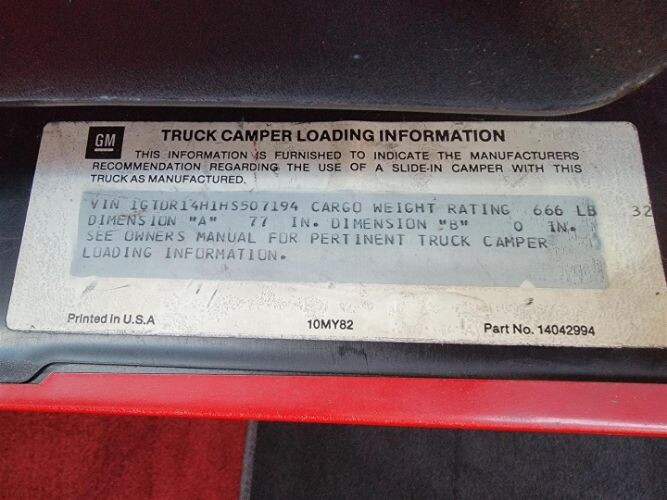 GM
TRUCK CAMPER LOADING INFORMATION
THIS INFORMATION IS FURNISHED TO INDICATE THE MANUFACTURERS
RECOMMENDATION REGARDING THE USE OF A SLIDE-IN CAMPER WITH THIS
TRUCK AS MANUFACTURED.
VIN 1GTDR14H1HS507194 CARGO WEIGHT RATING 666 LB 32
DIMENSION "A" 77 IN. DIMENSION "B" 0 IN.
SEE OWNERS MANUAL FOR PERTINENT TRUCK CAMPER
LOADING INFORMATION.
Printed in U.S.A 10MY82 Part No. 14042994